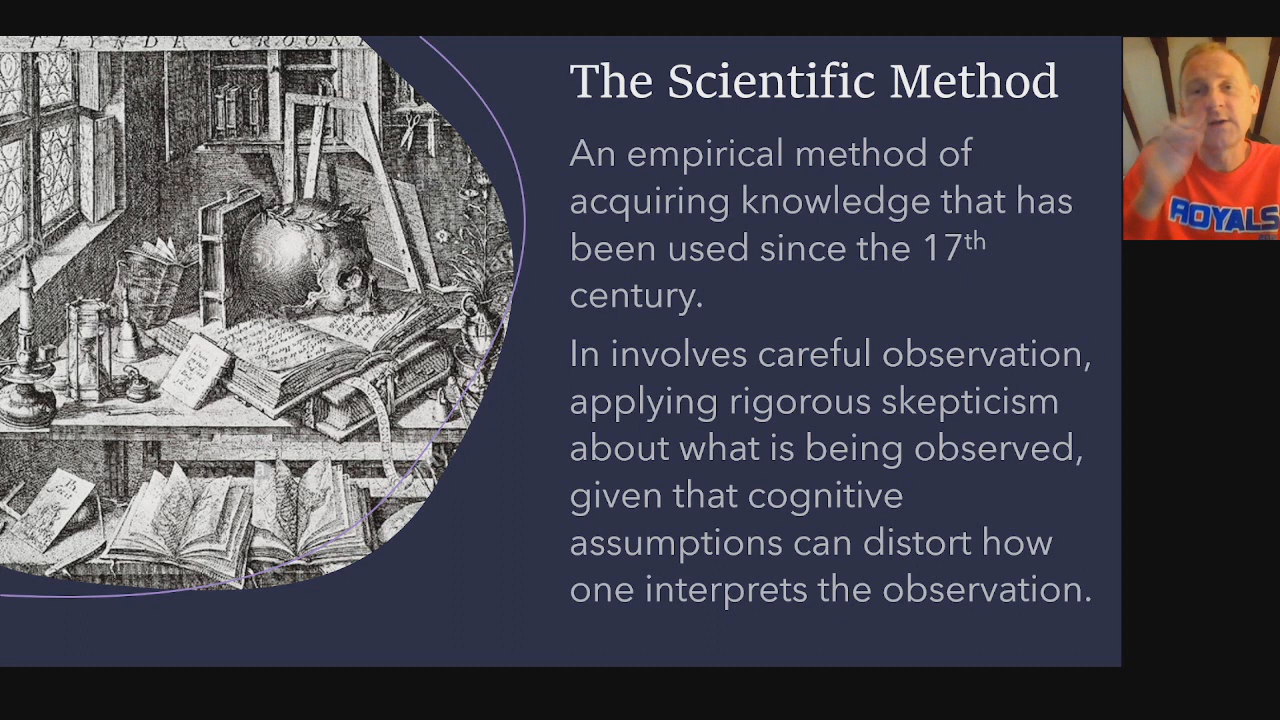 TEYNDE CROONT
The Scientific Method
An empirical method of
acquiring knowledge that has
been used since the 17th
century.
In involves careful observation,
applying rigorous skepticism
about what is being observed,
given that cognitive
assumptions can distort how
one interprets the observation.
ROYALS